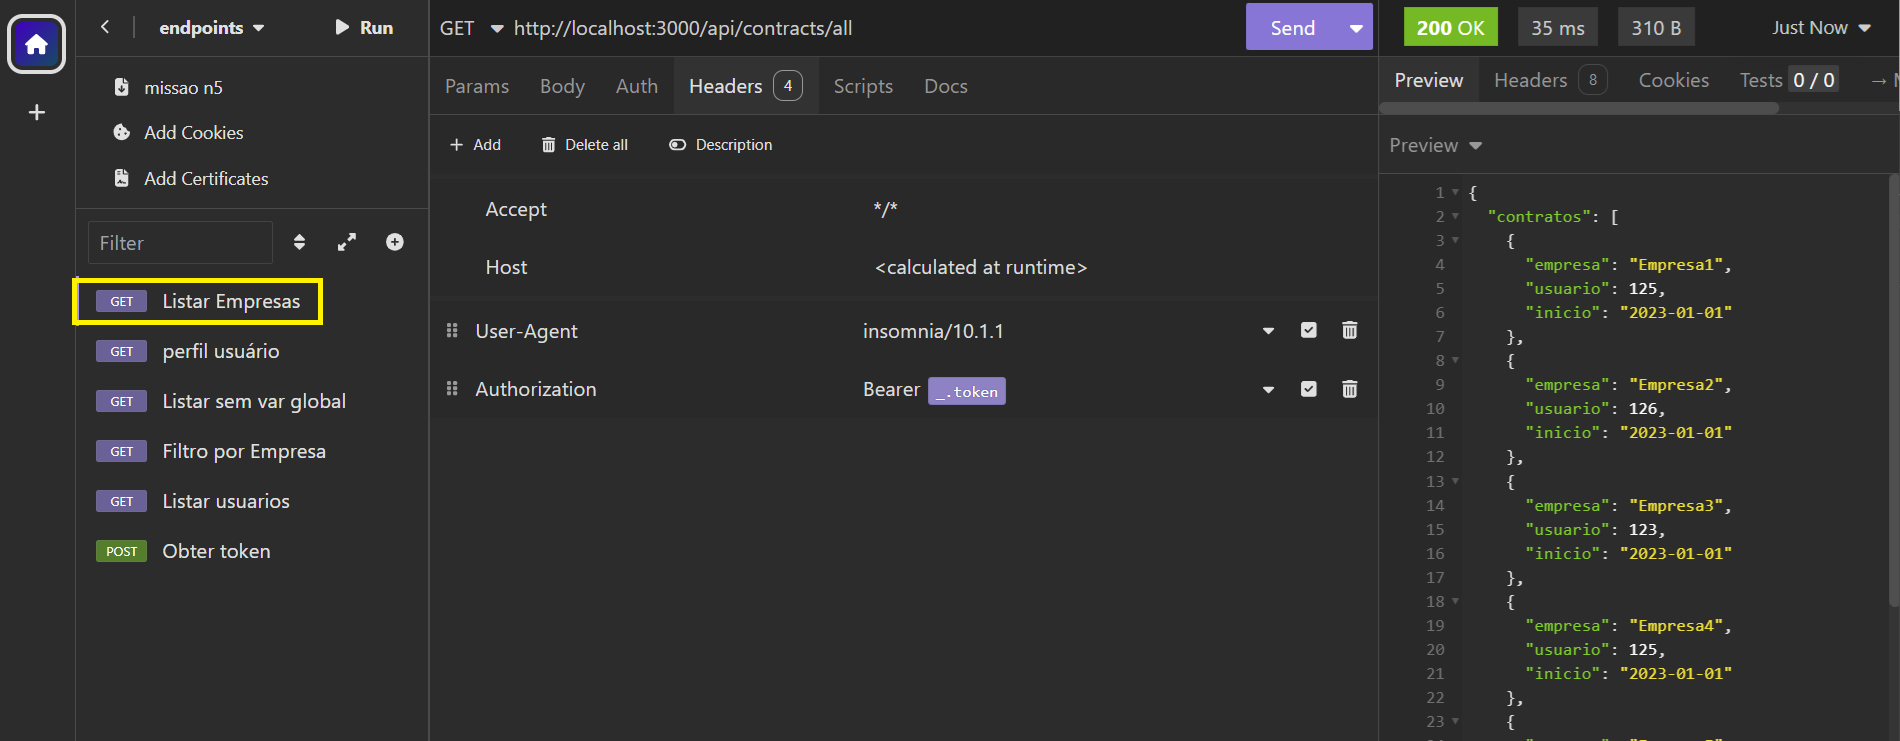 endpoints
Run
missao n5
Add Cookies
Add Certificates
Filter
GET Listar Empresas
GET perfil usuário
GET Listar sem var global
GET Filtro por Empresa
GET Listar usuarios
POST Obter token
GET http://localhost:3000/api/contracts/all
Send
Params Body Auth Headers 4 Scripts Docs
Add Delete all Description
Accept */*
Host <calculated at runtime>
User-Agent insomnia/10.1.1
Authorization Bearer _.token
200 OK 35 ms 310 B Just Now
Preview Headers 8 Cookies Tests 0 / 0 →
Preview
1 {
2 "contratos": [
3 {
4 "empresa": "Empresa1",
5 "usuario": 125,
6 "inicio": "2023-01-01"
7 },
8 {
9 "empresa": "Empresa2",
10 "usuario": 126,
11 "inicio": "2023-01-01"
12 },
13 {
14 "empresa": "Empresa3",
15 "usuario": 123,
16 "inicio": "2023-01-01"
17 },
18 {
19 "empresa": "Empresa4",
20 "usuario": 125,
21 "inicio": "2023-01-01"
22 },
23 {